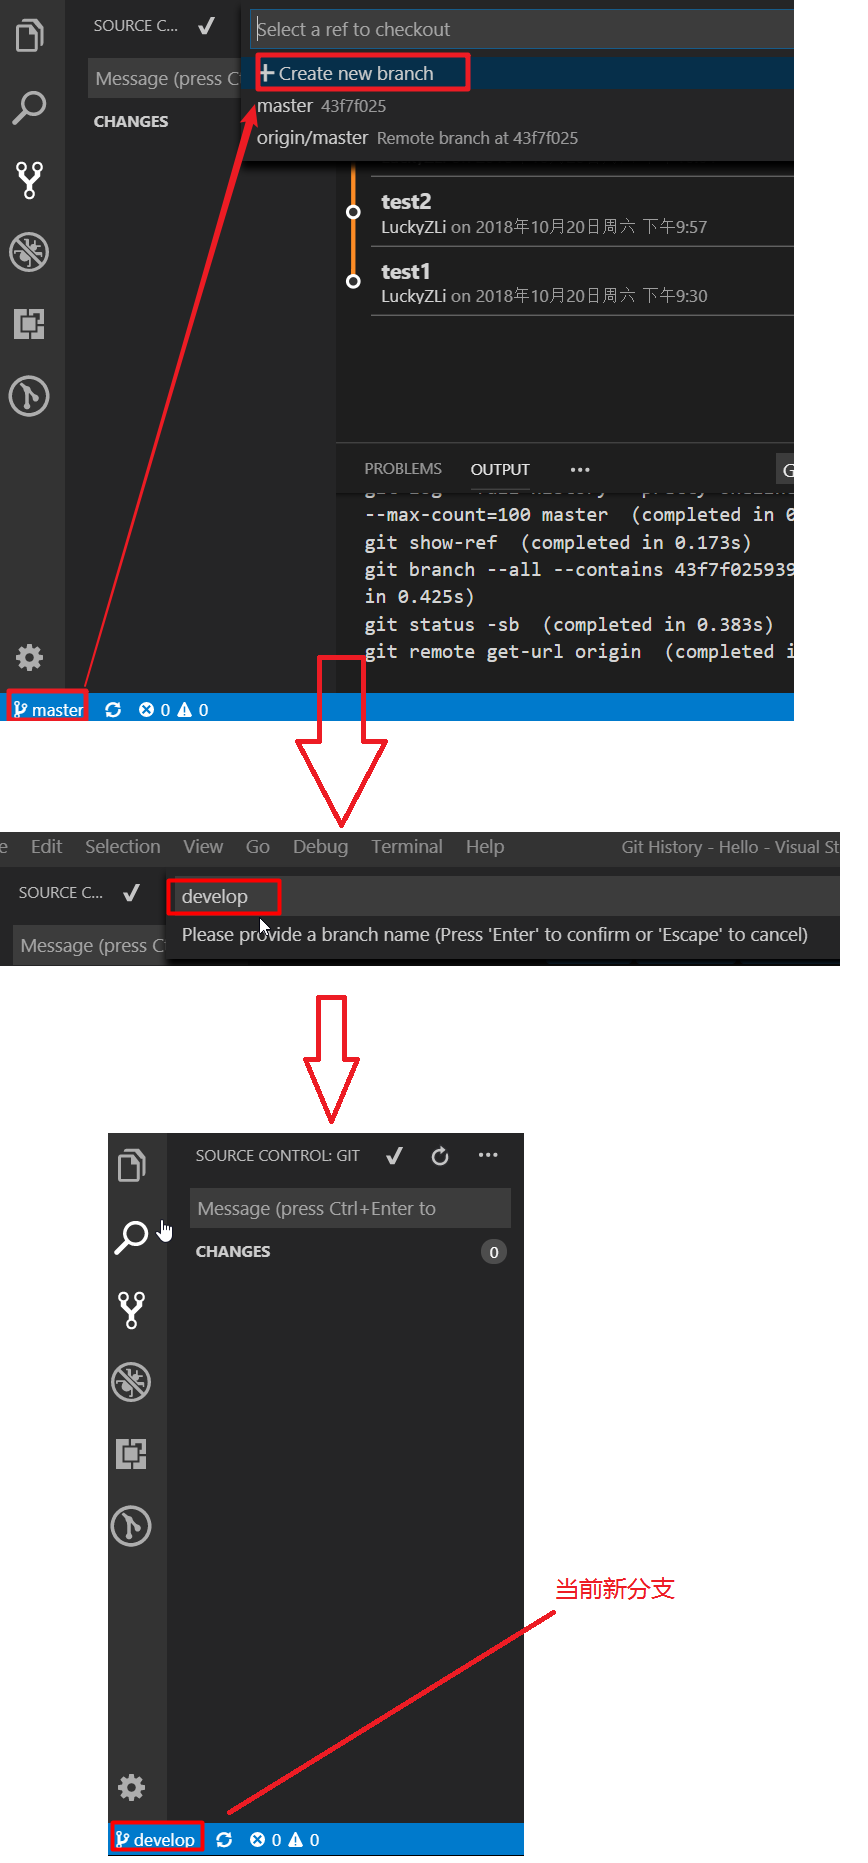 SOURCE C...
Select a ref to checkout
Message (press Ct
Create new branch
master 43f7f025
CHANGES
origin/master Remote branch at 43f7f025
test2
LuckyZLi on 2018年10月20日周六 下午9:57
test1
LuckyZLi on 2018年10月20日周六 下午9:30
PROBLEMS OUTPUT ...
--max-count=100 master (completed in 0
git show-ref (completed in 0.173s)
git branch --all --contains 43f7f025939
in 0.425s)
git status -sb (completed in 0.383s)
git remote get-url origin (completed i
master 0 0
Edit Selection View Go Debug Terminal Help Git History - Hello - Visual St
SOURCE C...
develop
Message (press Ct
Please provide a branch name (Press 'Enter' to confirm or 'Escape' to cancel)
SOURCE CONTROL: GIT ...
Message (press Ctrl+Enter to
CHANGES 0
当前新分支
develop 0 0